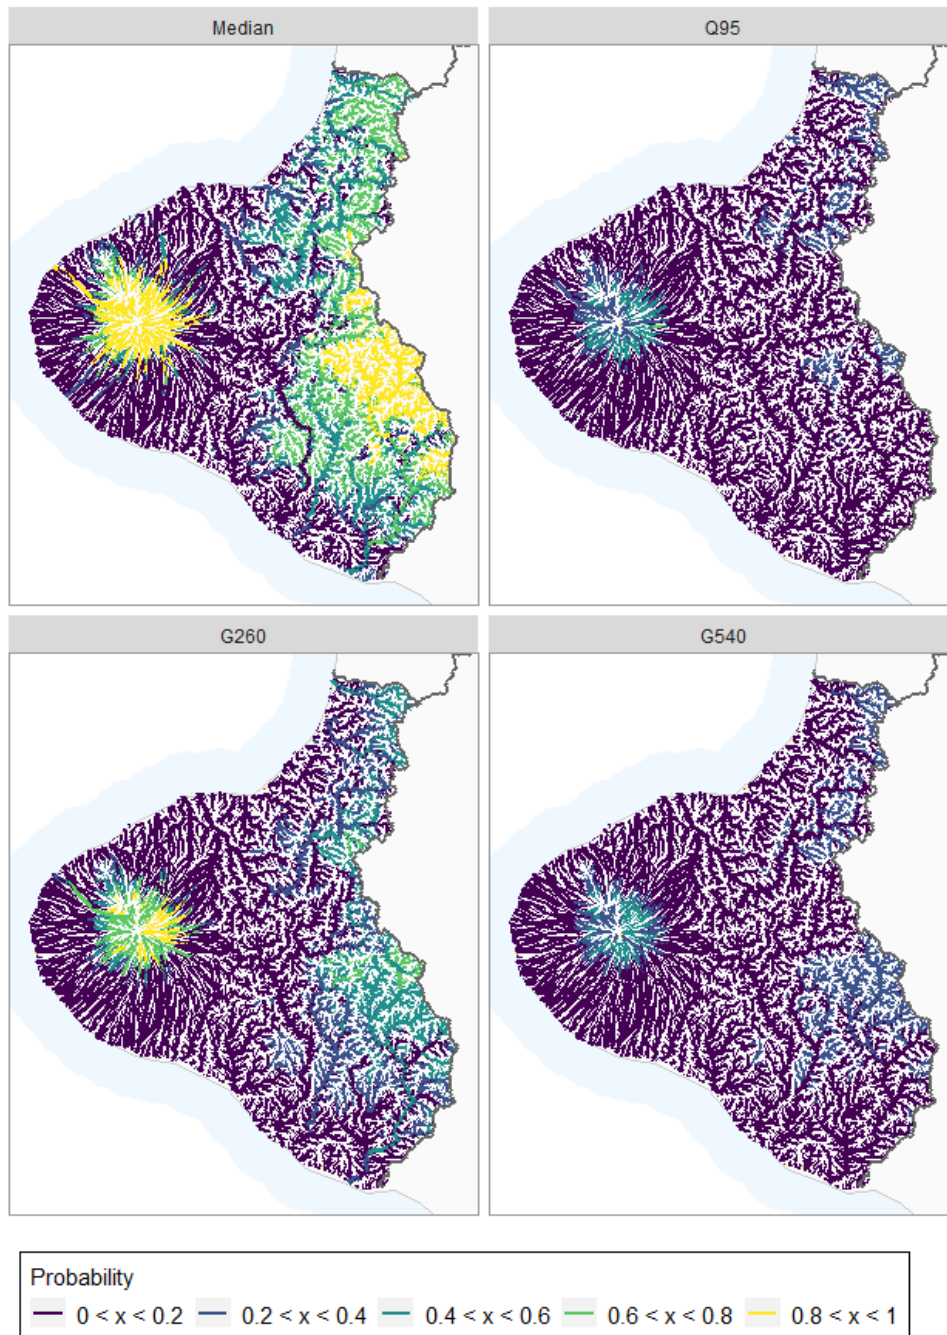 Median
Q95
G260
G540
Probability
0 < x < 0.2 0.2 < x < 0.4 0.4 < x < 0.6 0.6 < x < 0.8 0.8 < x < 1